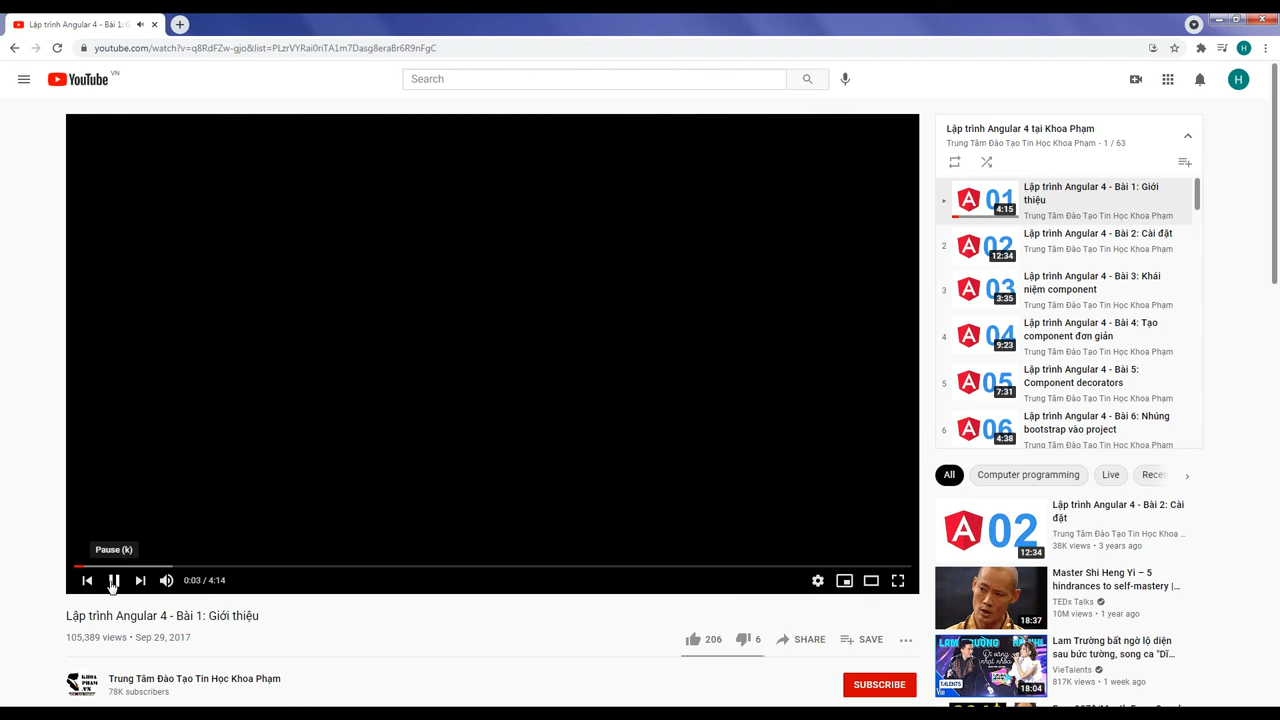 Lập trình Angular 4 - Bài 1: G
youtube.com/watch?v=q8RdFZw-gjo&list=PLzrVYRai0riTA1m7Dasg8eraBr6R9nFgC
H
YouTube VN
Search
H
Pause (k)
0:03 / 4:14
Lập trình Angular 4 - Bài 1: Giới thiệu
105,389 views • Sep 29, 2017
206
6
SHARE
SAVE
KHOA
PHAM
.VN
Trung Tâm Đào Tạo Tin Học Khoa Phạm
78K subscribers
SUBSCRIBE
Lập trình Angular 4 tại Khoa Phạm
Trung Tâm Đào Tạo Tin Học Khoa Phạm - 1 / 63
01
4:15
Lập trình Angular 4 - Bài 1: Giới
thiệu
Trung Tâm Đào Tạo Tin Học Khoa Phạm
2
02
12:34
Lập trình Angular 4 - Bài 2: Cài đặt
Trung Tâm Đào Tạo Tin Học Khoa Phạm
3
03
3:35
Lập trình Angular 4 - Bài 3: Khái
niệm component
Trung Tâm Đào Tạo Tin Học Khoa Phạm
4
04
9:23
Lập trình Angular 4 - Bài 4: Tạo
component đơn giản
Trung Tâm Đào Tạo Tin Học Khoa Phạm
5
05
7:31
Lập trình Angular 4 - Bài 5:
Component decorators
Trung Tâm Đào Tạo Tin Học Khoa Phạm
6
06
4:38
Lập trình Angular 4 - Bài 6: Nhúng
bootstrap vào project
Trung Tâm Đào Tạo Tin Học Khoa Phạm
All
Computer programming
Live
Recen
02
12:34
Lập trình Angular 4 - Bài 2: Cài
đặt
Trung Tâm Đào Tạo Tin Học Khoa ...
38K views • 3 years ago
18:37
Master Shi Heng Yi – 5
hindrances to self-mastery |...
TEDx Talks
10M views • 1 year ago
LAM TRƯỜNG
TALENTS
Vie
18:04
Lam Trường bất ngờ lộ diện
sau bức tường, song ca "Dĩ...
VieTalents
817K views • 1 week ago